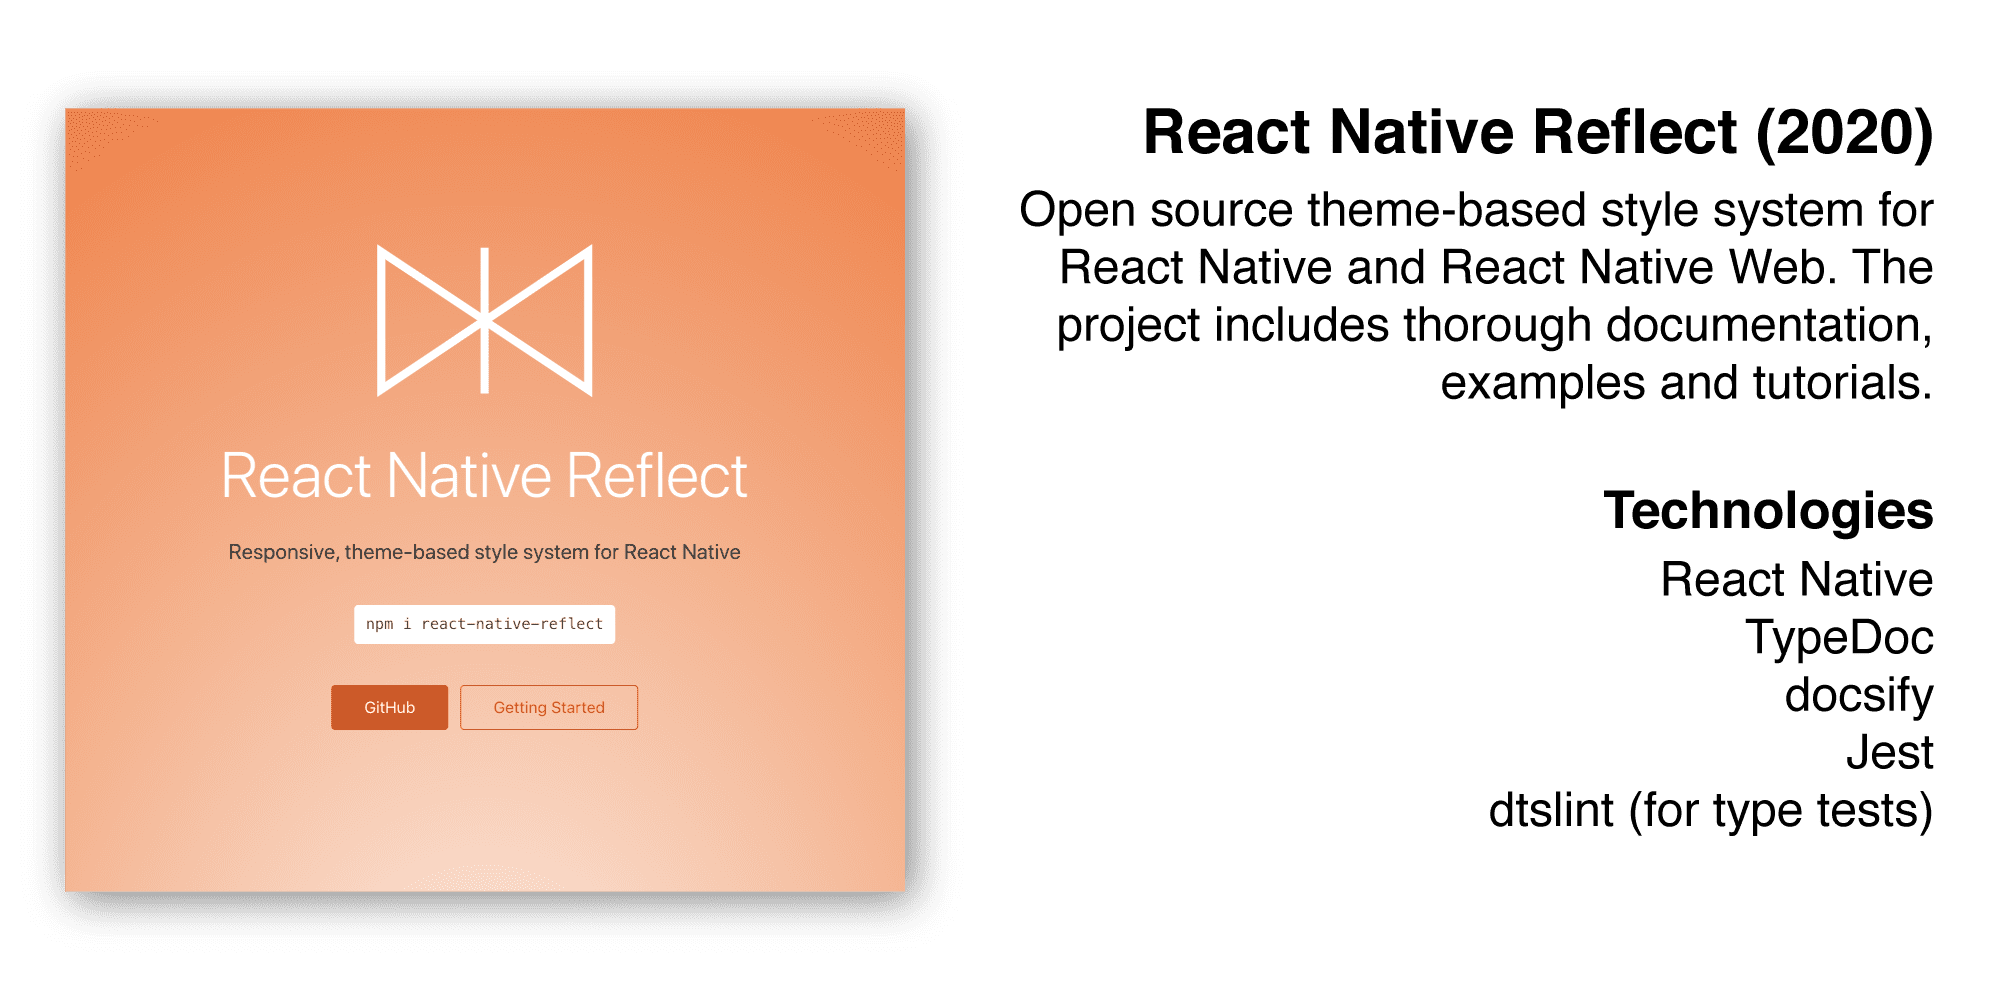 React Native Reflect
Responsive, theme-based style system for React Native
npm i react-native-reflect
GitHub
Getting Started
React Native Reflect (2020)
Open source theme-based style system for
React Native and React Native Web. The
project includes thorough documentation,
examples and tutorials.
Technologies
React Native
TypeDoc
docsify
Jest
dtslint (for type tests)